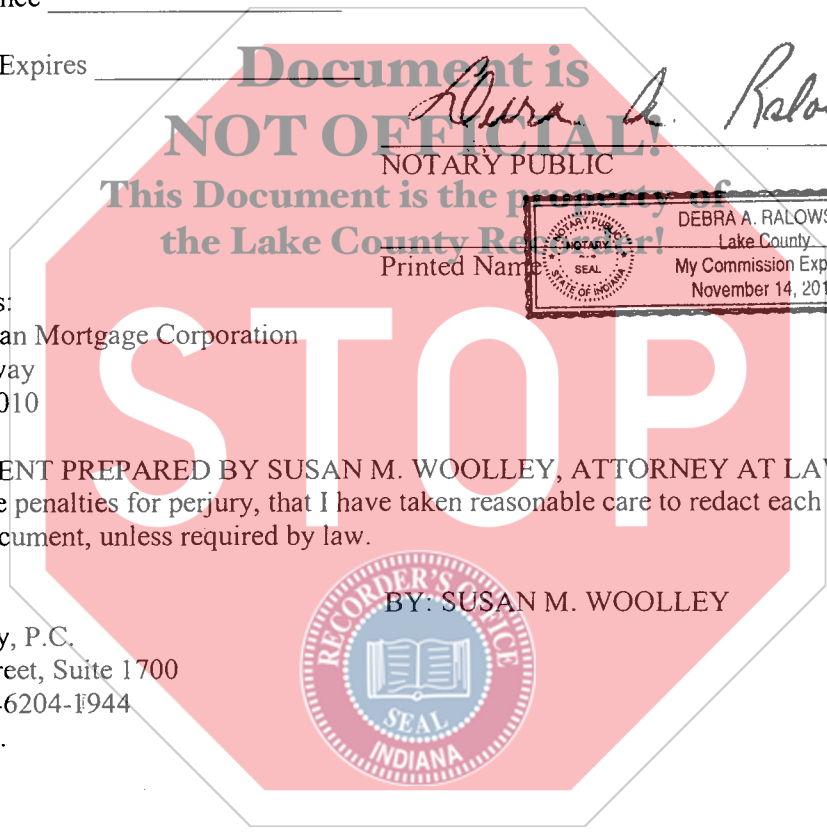 Expires
Document is
NOT OFFICIAL!
NOTARY PUBLIC
This Document is the property of
the Lake County Recorder!
Printed Name
DEBRA A. RALOWS
Lake County
My Commission Exp
November 14, 201
NOTARY PUBLIC
NOTARY
SEAL
STATE OF INDIANA
s:
an Mortgage Corporation
way
010
STOP
ENT PREPARED BY SUSAN M. WOOLLEY, ATTORNEY AT LAW
e penalties for perjury, that I have taken reasonable care to redact each
cument, unless required by law.
BY: SUSAN M. WOOLLEY
RECORDER'S OFFICE
SEAL
INDIANA
y, P.C.
reet, Suite 1700
-6204-1944